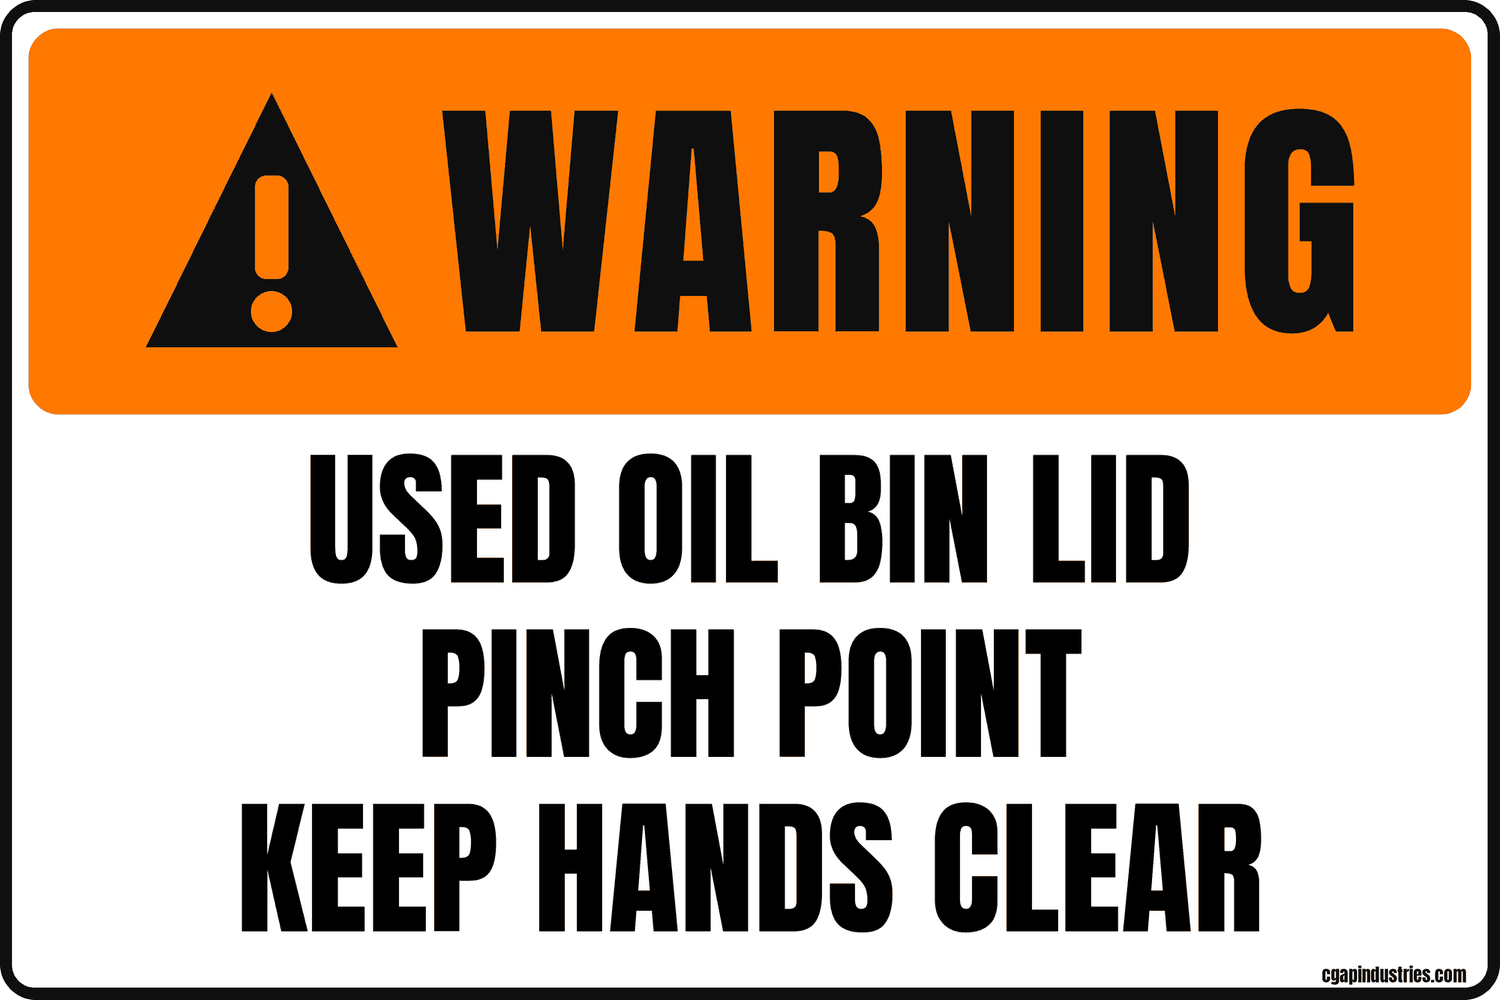 WARNING
USED OIL BIN LID
PINCH POINT
KEEP HANDS CLEAR
cgapindustries.com